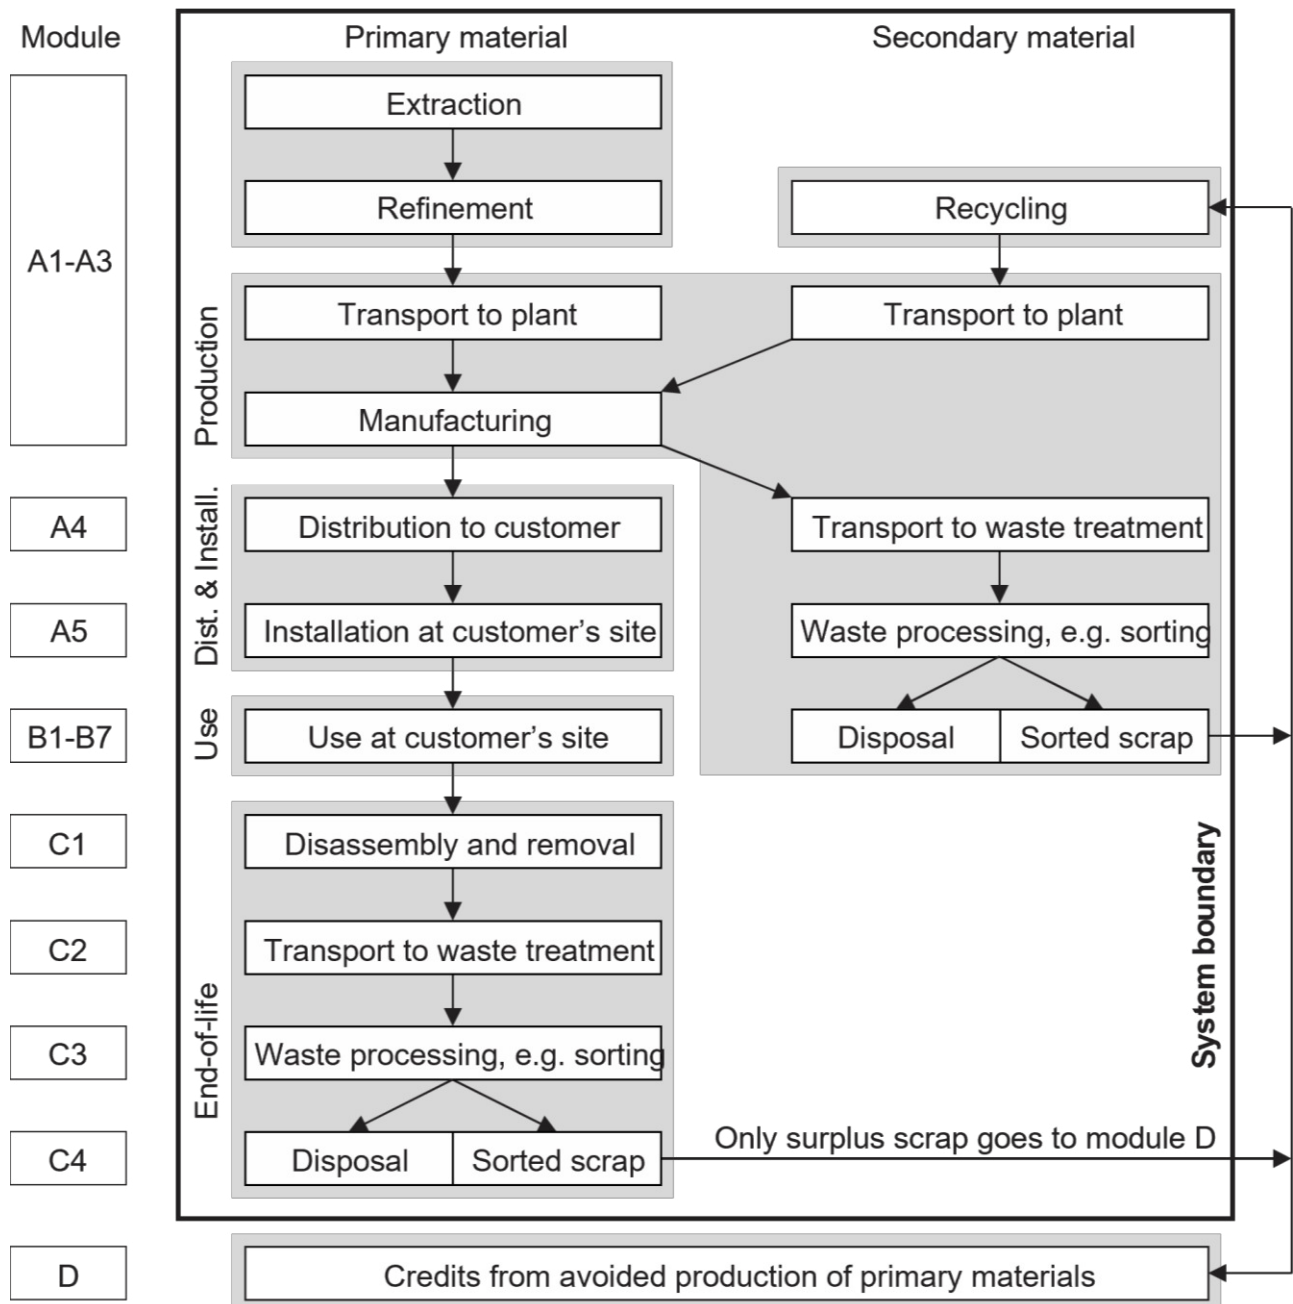 Module
Primary material
Secondary material
A1-A3
Extraction
Refinement
Recycling
Production
Transport to plant
Transport to plant
Manufacturing
Dist. & Install.
A4
Distribution to customer
Transport to waste treatment
A5
Installation at customer’s site
Waste processing, e.g. sorting
Use
B1-B7
Use at customer’s site
Disposal
Sorted scrap
System boundary
End-of-life
C1
Disassembly and removal
C2
Transport to waste treatment
C3
Waste processing, e.g. sorting
C4
Disposal
Sorted scrap
Only surplus scrap goes to module D
D
Credits from avoided production of primary materials